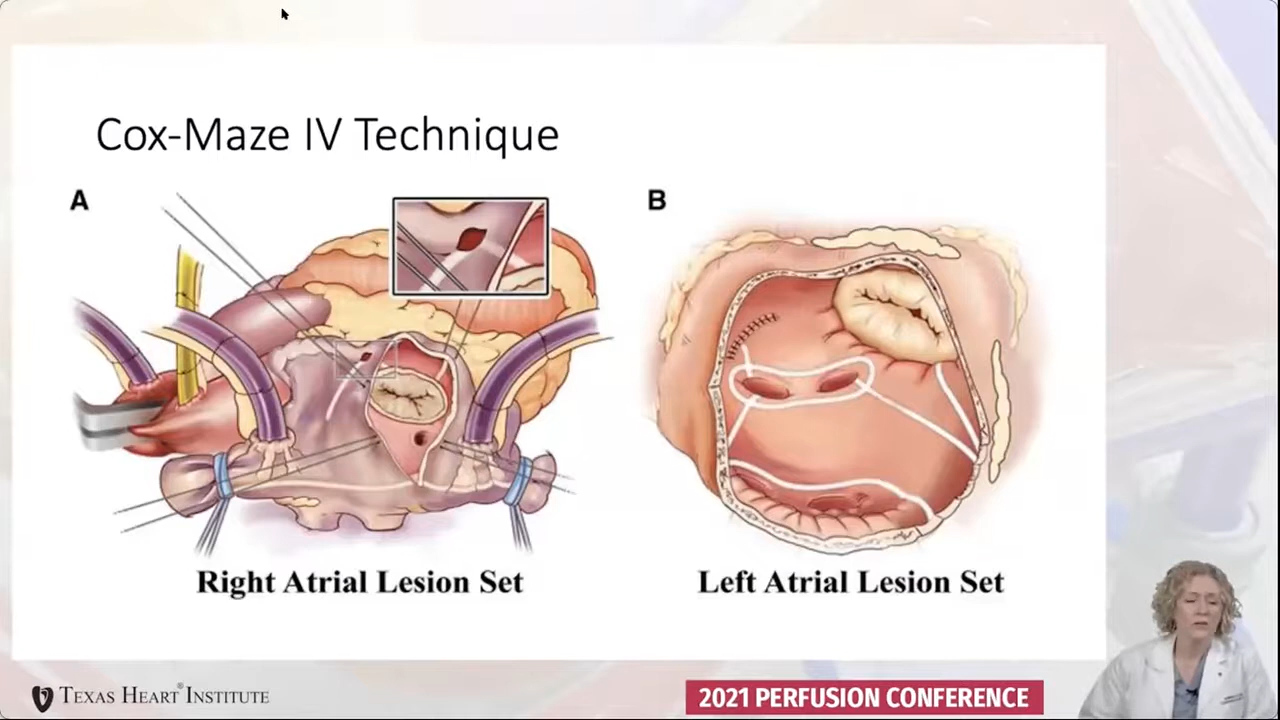 Cox-Maze IV Technique
A
B
Right Atrial Lesion Set
Left Atrial Lesion Set
TEXAS HEART® INSTITUTE
2021 PERFUSION CONFERENCE